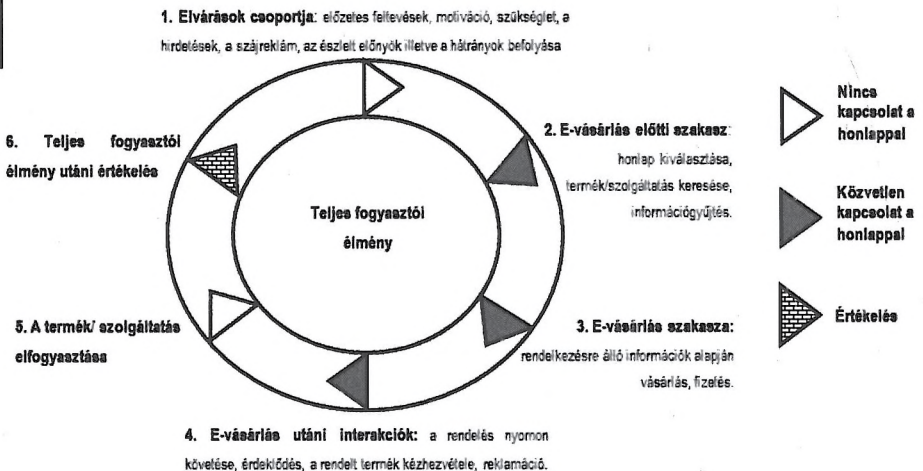 1. Elvárások csoportja: előzetes feltevések, motiváció, szükséglet, a
hirdetések, a szájreklám, az észlelt előnyök illetve a hátrányok befolyása
2. E-vásárlás előtti szakasz:
honlap kiválasztása,
termék/szolgáltatás keresése,
információgyűjtés.
3. E-vásárlás szakasza:
rendelkezésre álló információk alapján
vásárlás, fizetés.
4. E-vásárlás utáni interakciók: a rendelés nyomon
követése, érdeklődés, a rendelt termék kézhezvétele, reklamáció.
5. A termék/ szolgáltatás
elfogyasztása
6. Teljes fogyasztói
élmény utáni értékelés
Teljes fogyasztói
élmény
Nincs
kapcsolat a
honlappal
Közvetlen
kapcsolat a
honlappal
Értékelés